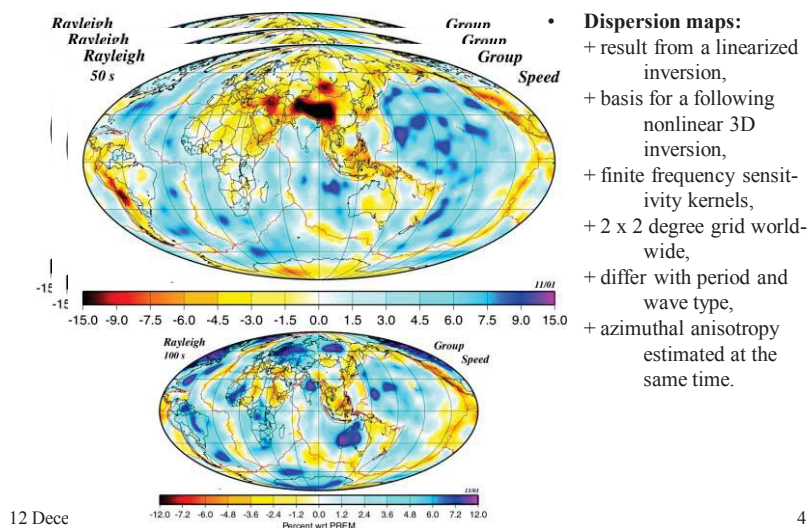 Rayleigh
Group
Rayleigh
Group
Rayleigh
Group
50 s
Speed
11/01
-15
-15
-15.0 -9.0 -7.5 -6.0 -4.5 -3.0 -1.5 0.0 1.5 3.0 4.5 6.0 7.5 9.0 15.0
Rayleigh
Group
100 s
Speed
11/01
-12.0 -7.2 -6.0 -4.8 -3.6 -2.4 -1.2 0.0 1.2 2.4 3.6 4.8 6.0 7.2 12.0
Percent wrt PREM
• Dispersion maps:
+ result from a linearized
inversion,
+ basis for a following
nonlinear 3D
inversion,
+ finite frequency sensit-
ivity kernels,
+ 2 x 2 degree grid world-
wide,
+ differ with period and
wave type,
+ azimuthal anisotropy
estimated at the
same time.
12 Dece
4